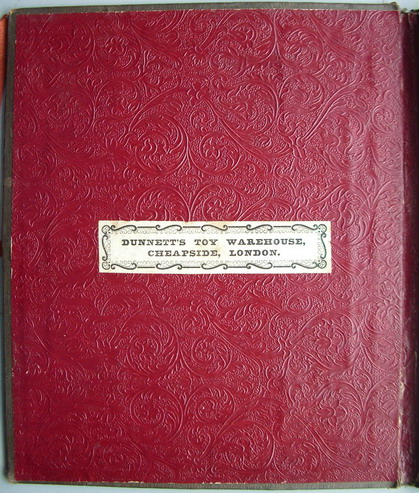 DUNNETT'S TOY WAREHOUSE,
CHEAPSIDE, LONDON.